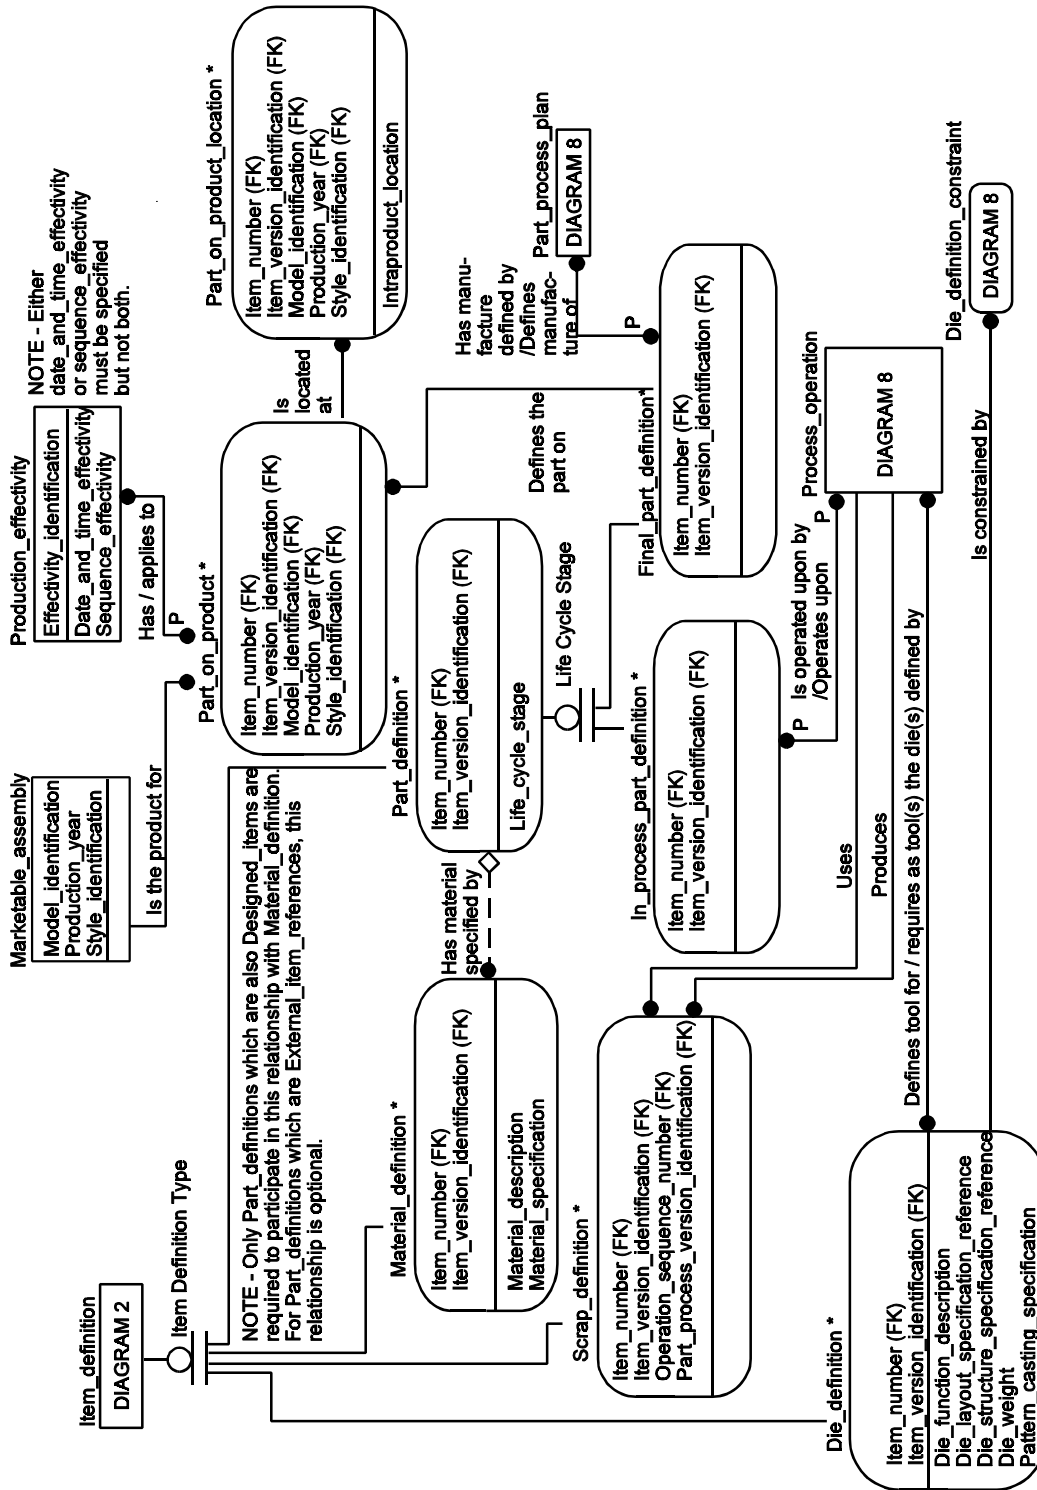 Item_definition
DIAGRAM 2
Item Definition Type
NOTE - Only Part_definitions which are also Designed_items are
required to participate in this relationship with Material_definition.
For Part_definitions which are External_item_references, this
relationship is optional.
Marketable_assembly
Model_identification
Production_year
Style_identification
Is the product for
Production_effectivity
Effectivity_identification
Date_and_time_effectivity
Sequence_effectivity
NOTE - Either
date_and_time_effectivity
or sequence_effectivity
must be specified
but not both.
Has / applies to
P
Part_on_product *
Item_number (FK)
Item_version_identification (FK)
Model_identification (FK)
Production_year (FK)
Style_identification (FK)
Is
located
at
Part_on_product_location *
Item_number (FK)
Item_version_identification (FK)
Model_identification (FK)
Production_year (FK)
Style_identification (FK)
Intraproduct_location
Material_definition *
Item_number (FK)
Item_version_identification (FK)
Material_description
Material_specification
Has material
specified by
Part_definition *
Item_number (FK)
Item_version_identification (FK)
Life_cycle_stage
Life Cycle Stage
Defines the
part on
Has manu-
facture
defined by
/Defines
manufac-
ture of
P
Part_process_plan
DIAGRAM 8
Scrap_definition *
Item_number (FK)
Item_version_identification (FK)
Operation_sequence_number (FK)
Part_process_version_identification (FK)
In_process_part_definition *
Item_number (FK)
Item_version_identification (FK)
Final_part_definition*
Item_number (FK)
Item_version_identification (FK)
P
Is operated upon by
/Operates upon
P
Process_operation
DIAGRAM 8
Uses
Produces
Die_definition *
Item_number (FK)
Item_version_identification (FK)
Die_function_description
Die_layout_specification_reference
Die_structure_specification_reference
Die_weight
Pattern_casting_specification
Defines tool for / requires as tool(s) the die(s) defined by
Is constrained by
Die_definition_constraint
DIAGRAM 8